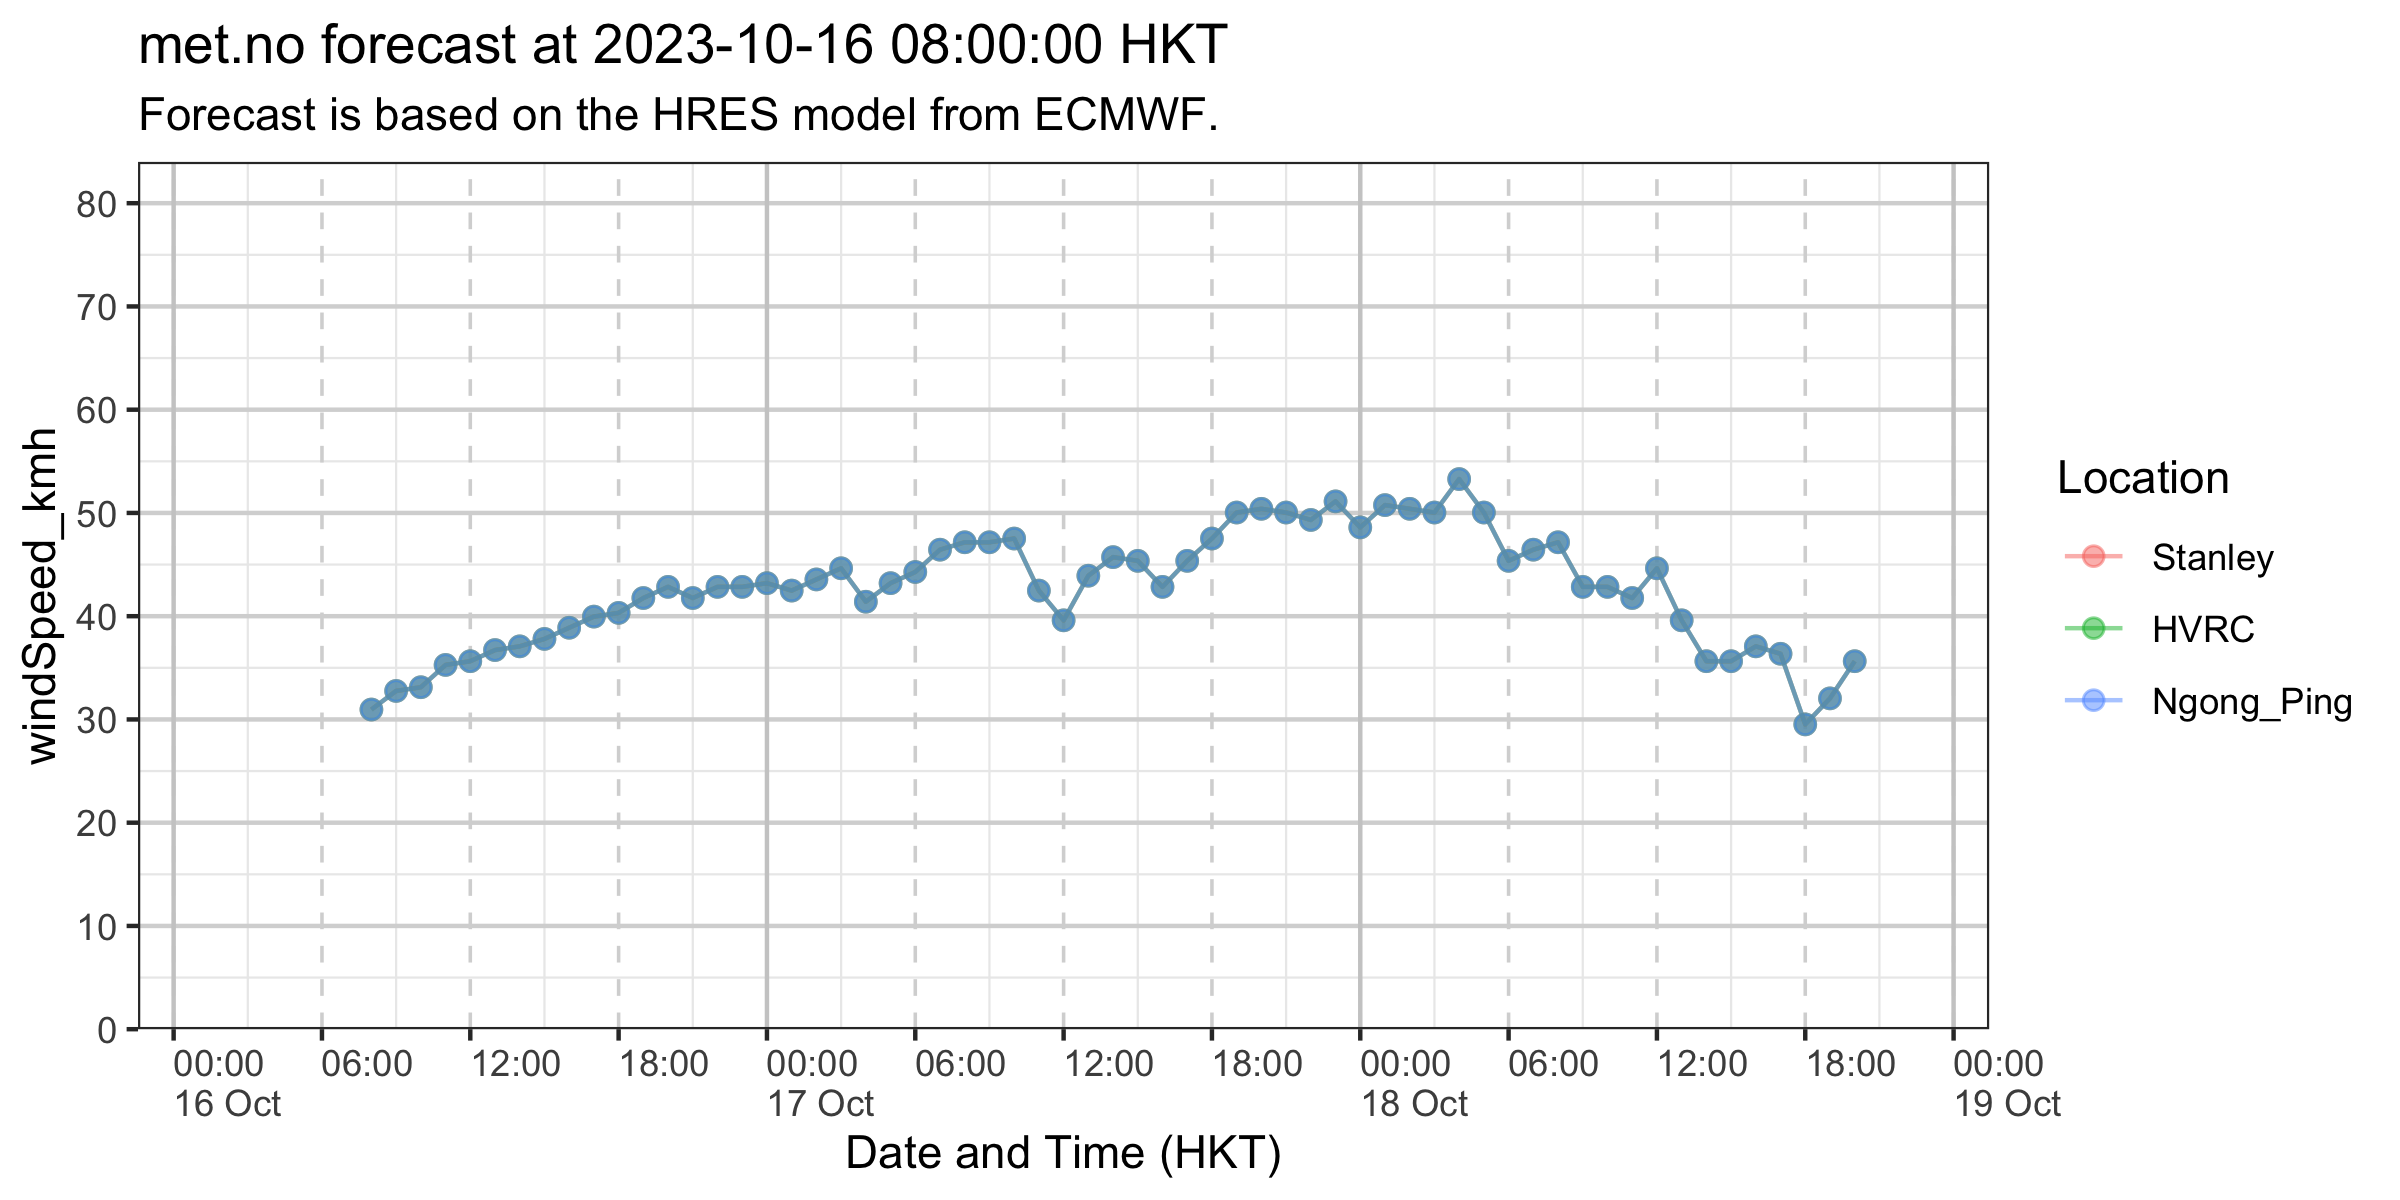 met.no forecast at 2023-10-16 08:00:00 HKT
Forecast is based on the HRES model from ECMWF.
windSpeed_kmh
80
70
60
50
40
30
20
10
0
00:00 06:00 12:00 18:00 00:00 06:00 12:00 18:00 00:00 06:00 12:00 18:00 00:00
16 Oct 17 Oct 18 Oct 19 Oct
Date and Time (HKT)
Location
Stanley
HVRC
Ngong_Ping